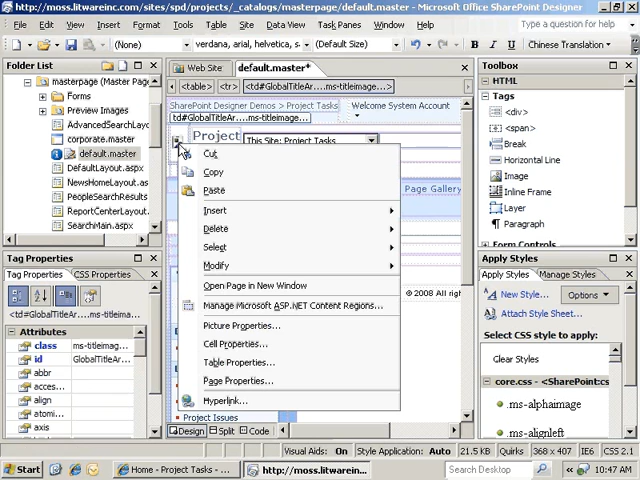 http://moss.litwareinc.com/sites/spd/projects/_catalogs/masterpage/default.master - Microsoft Office SharePoint Designer
File Edit View Insert Format Tools Table Site Data View Task Panes Window Help
Type a question for help
(None) verdana, arial, helvetica, s (Default Size) B I U Chinese Translation
Folder List
masterpage (Master Pag
Forms
Preview Images
AdvancedSearchLay
corporate.master
default.master
DefaultLayout.aspx
NewsHomeLayout.asp
PeopleSearchResults
ReportCenterLayout.
SearchMain.aspx
Tag Properties
Tag Properties CSS Properties
<td#GlobalTitleAr....ms-titleimage...
Attributes
class ms-titleimag...
id GlobalTitleAr...
abbr
acces...
align
atomi...
axis
Web Site default.master*
<table> <tr> <td#GlobalTitleAr....ms-titleimage...>
SharePoint Designer Demos > Project Tasks
Welcome System Account
td#GlobalTitleAr....ms-titleimage...
Project
This Site: Project Tasks
Page Gallery
© 2008 All righ
Cut
Copy
Paste
Insert
Delete
Select
Modify
Open Page in New Window
Manage Microsoft ASP.NET Content Regions...
Picture Properties...
Cell Properties...
Table Properties...
Page Properties...
Hyperlink...
Project Issues
Design Split Code
Toolbox
HTML
Tags
<div>
<span>
Break
Horizontal Line
Image
Inline Frame
Layer
Paragraph
Form Controls
Apply Styles
Apply Styles Manage Styles
New Style...
Options
Attach Style Sheet...
Select CSS style to apply:
Clear Styles
core.css - <SharePoint:cs
.ms-alphaimage
.ms-alignleft
Visual Aids: On Style Application: Auto 21.5 KB Quirks 368 x 407 IE6 CSS 2.1
Start
Home - Project Tasks - ...
http://moss.litwarein...
Search Desktop
10:47 AM